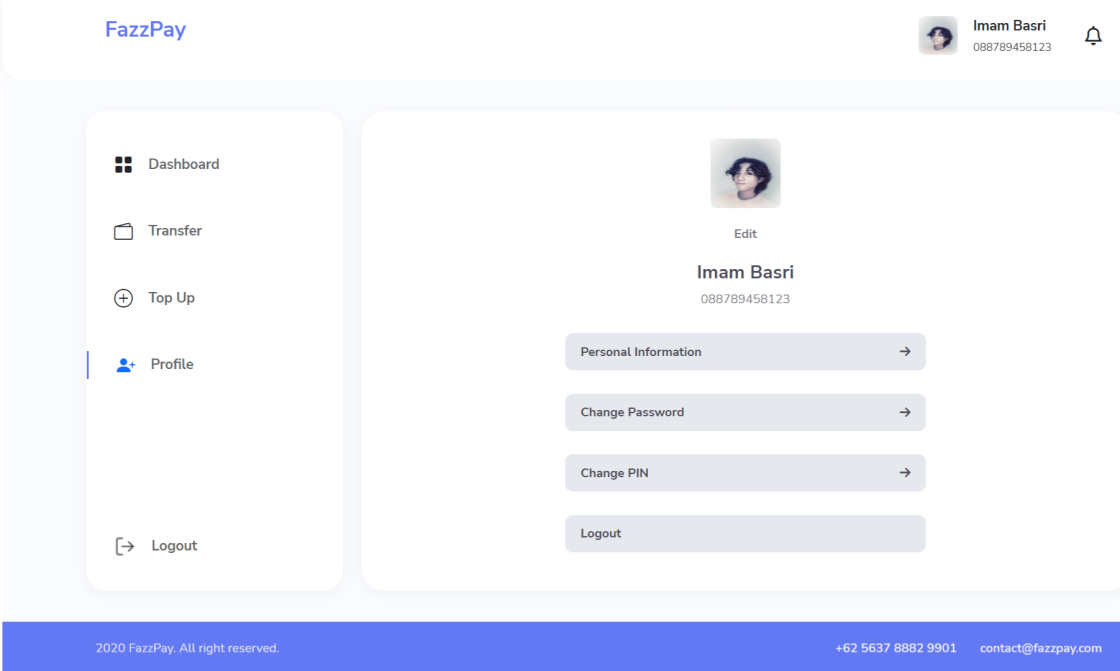 FazzPay
Imam Basri
088789458123
Dashboard
Transfer
Top Up
Profile
Logout
Edit
Imam Basri
088789458123
Personal Information
Change Password
Change PIN
Logout
2020 FazzPay. All right reserved.
+62 5637 8882 9901
contact@fazzpay.com